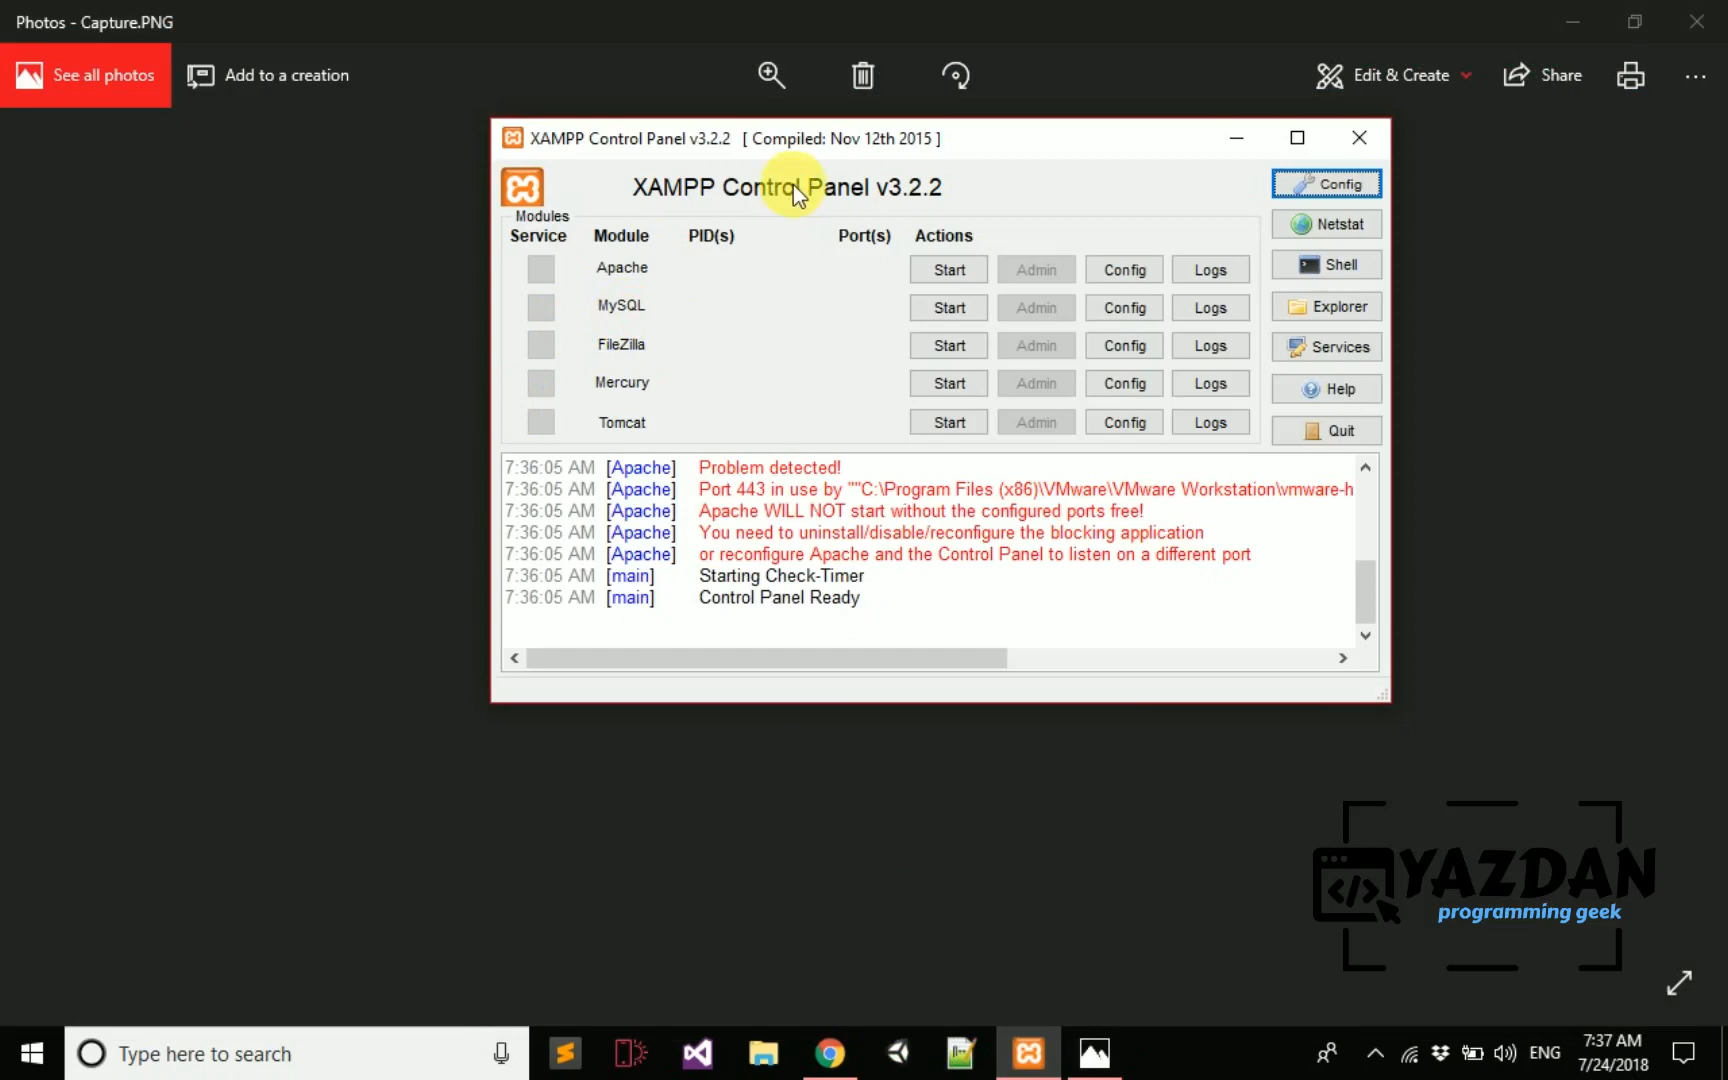 Photos - Capture.PNG
See all photos
Add to a creation
Edit & Create
Share
XAMPP Control Panel v3.2.2 [ Compiled: Nov 12th 2015 ]
XAMPP Control Panel v3.2.2
Config
Modules
Service Module PID(s) Port(s) Actions
Netstat
Apache Start Admin Config Logs
Shell
MySQL Start Admin Config Logs
Explorer
FileZilla Start Admin Config Logs
Services
Mercury Start Admin Config Logs
Help
Tomcat Start Admin Config Logs
Quit
7:36:05 AM [Apache] Problem detected!
7:36:05 AM [Apache] Port 443 in use by ""C:\Program Files (x86)\VMware\VMware Workstation\vmware-h
7:36:05 AM [Apache] Apache WILL NOT start without the configured ports free!
7:36:05 AM [Apache] You need to uninstall/disable/reconfigure the blocking application
7:36:05 AM [Apache] or reconfigure Apache and the Control Panel to listen on a different port
7:36:05 AM [main] Starting Check-Timer
7:36:05 AM [main] Control Panel Ready
YAZDAN
programming geek
Type here to search
ENG
7:37 AM
7/24/2018